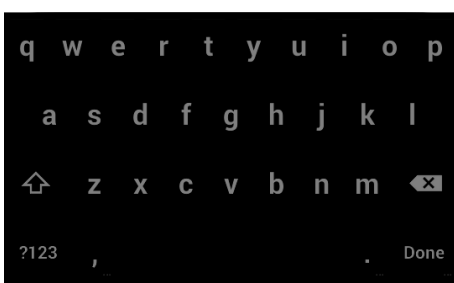 q w e r t y u i o p
a s d f g h j k l
z x c v b n m
?123 , . Done